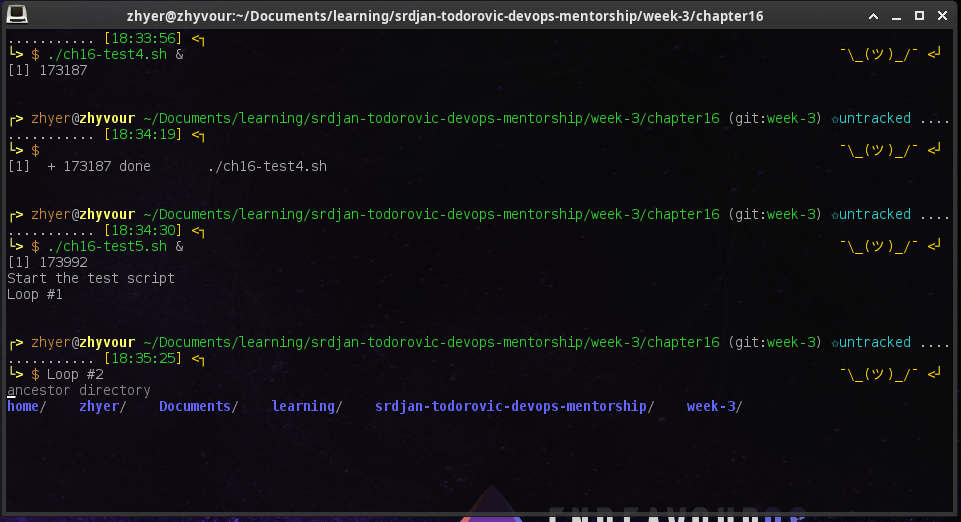 zhyer@zhyvour:~/Documents/learning/srdjan-todorovic-devops-mentorship/week-3/chapter16
........... [18:33:56] <┐
└> $ ./ch16-test4.sh & ¯\_(ツ)_/¯ <┘
[1] 173187
┌> zhyer@zhyvour ~/Documents/learning/srdjan-todorovic-devops-mentorship/week-3/chapter16 (git:week-3) ✩untracked ....
........... [18:34:19] <┐
└> $ ¯\_(ツ)_/¯ <┘
[1]  + 173187 done       ./ch16-test4.sh
┌> zhyer@zhyvour ~/Documents/learning/srdjan-todorovic-devops-mentorship/week-3/chapter16 (git:week-3) ✩untracked ....
........... [18:34:30] <┐
└> $ ./ch16-test5.sh & ¯\_(ツ)_/¯ <┘
[1] 173992
Start the test script
Loop #1
┌> zhyer@zhyvour ~/Documents/learning/srdjan-todorovic-devops-mentorship/week-3/chapter16 (git:week-3) ✩untracked ....
........... [18:35:25] <┐
└> $ Loop #2 ¯\_(ツ)_/¯ <┘
ancestor directory
home/    zhyer/    Documents/    learning/    srdjan-todorovic-devops-mentorship/    week-3/
ENDEAVOUROS